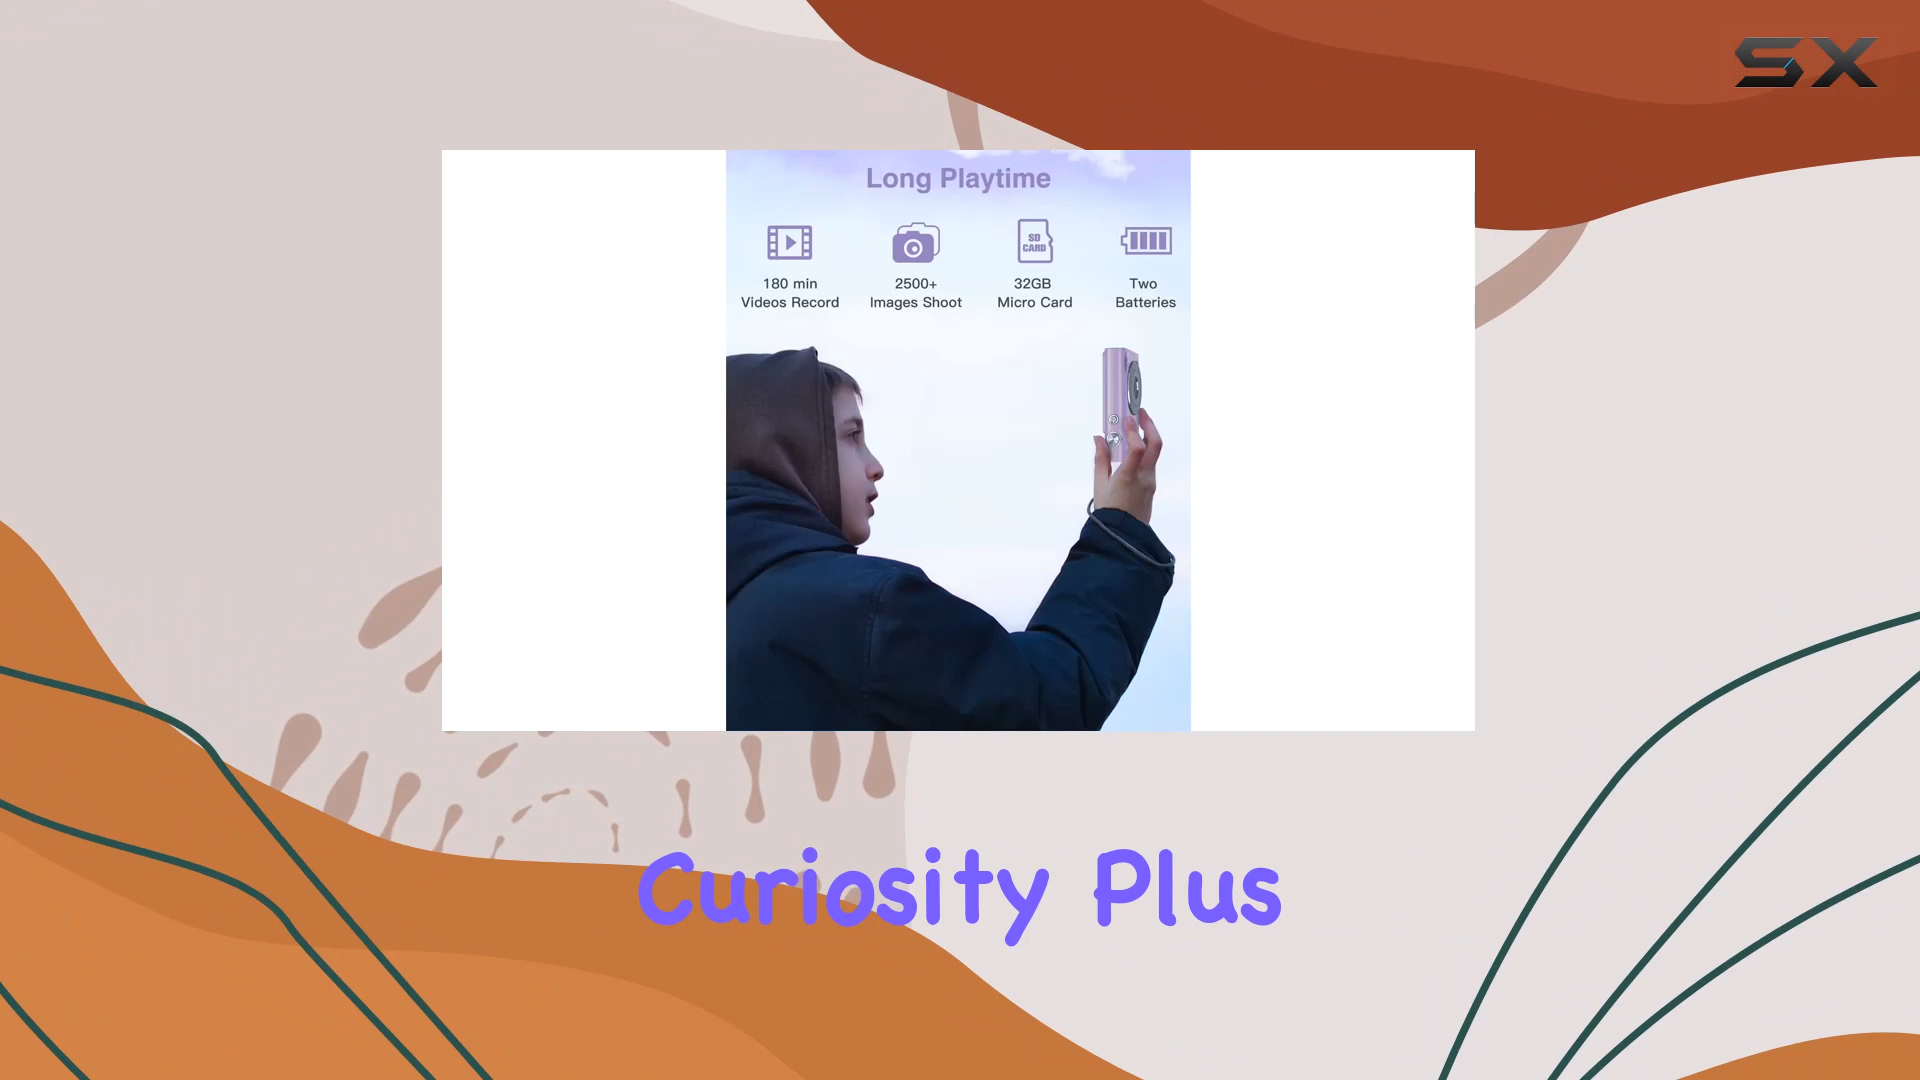 SX
Long Playtime
SD
CARD
180 min
Videos Record
2500+
Images Shoot
32GB
Micro Card
Two
Batteries
Curiosity Plus